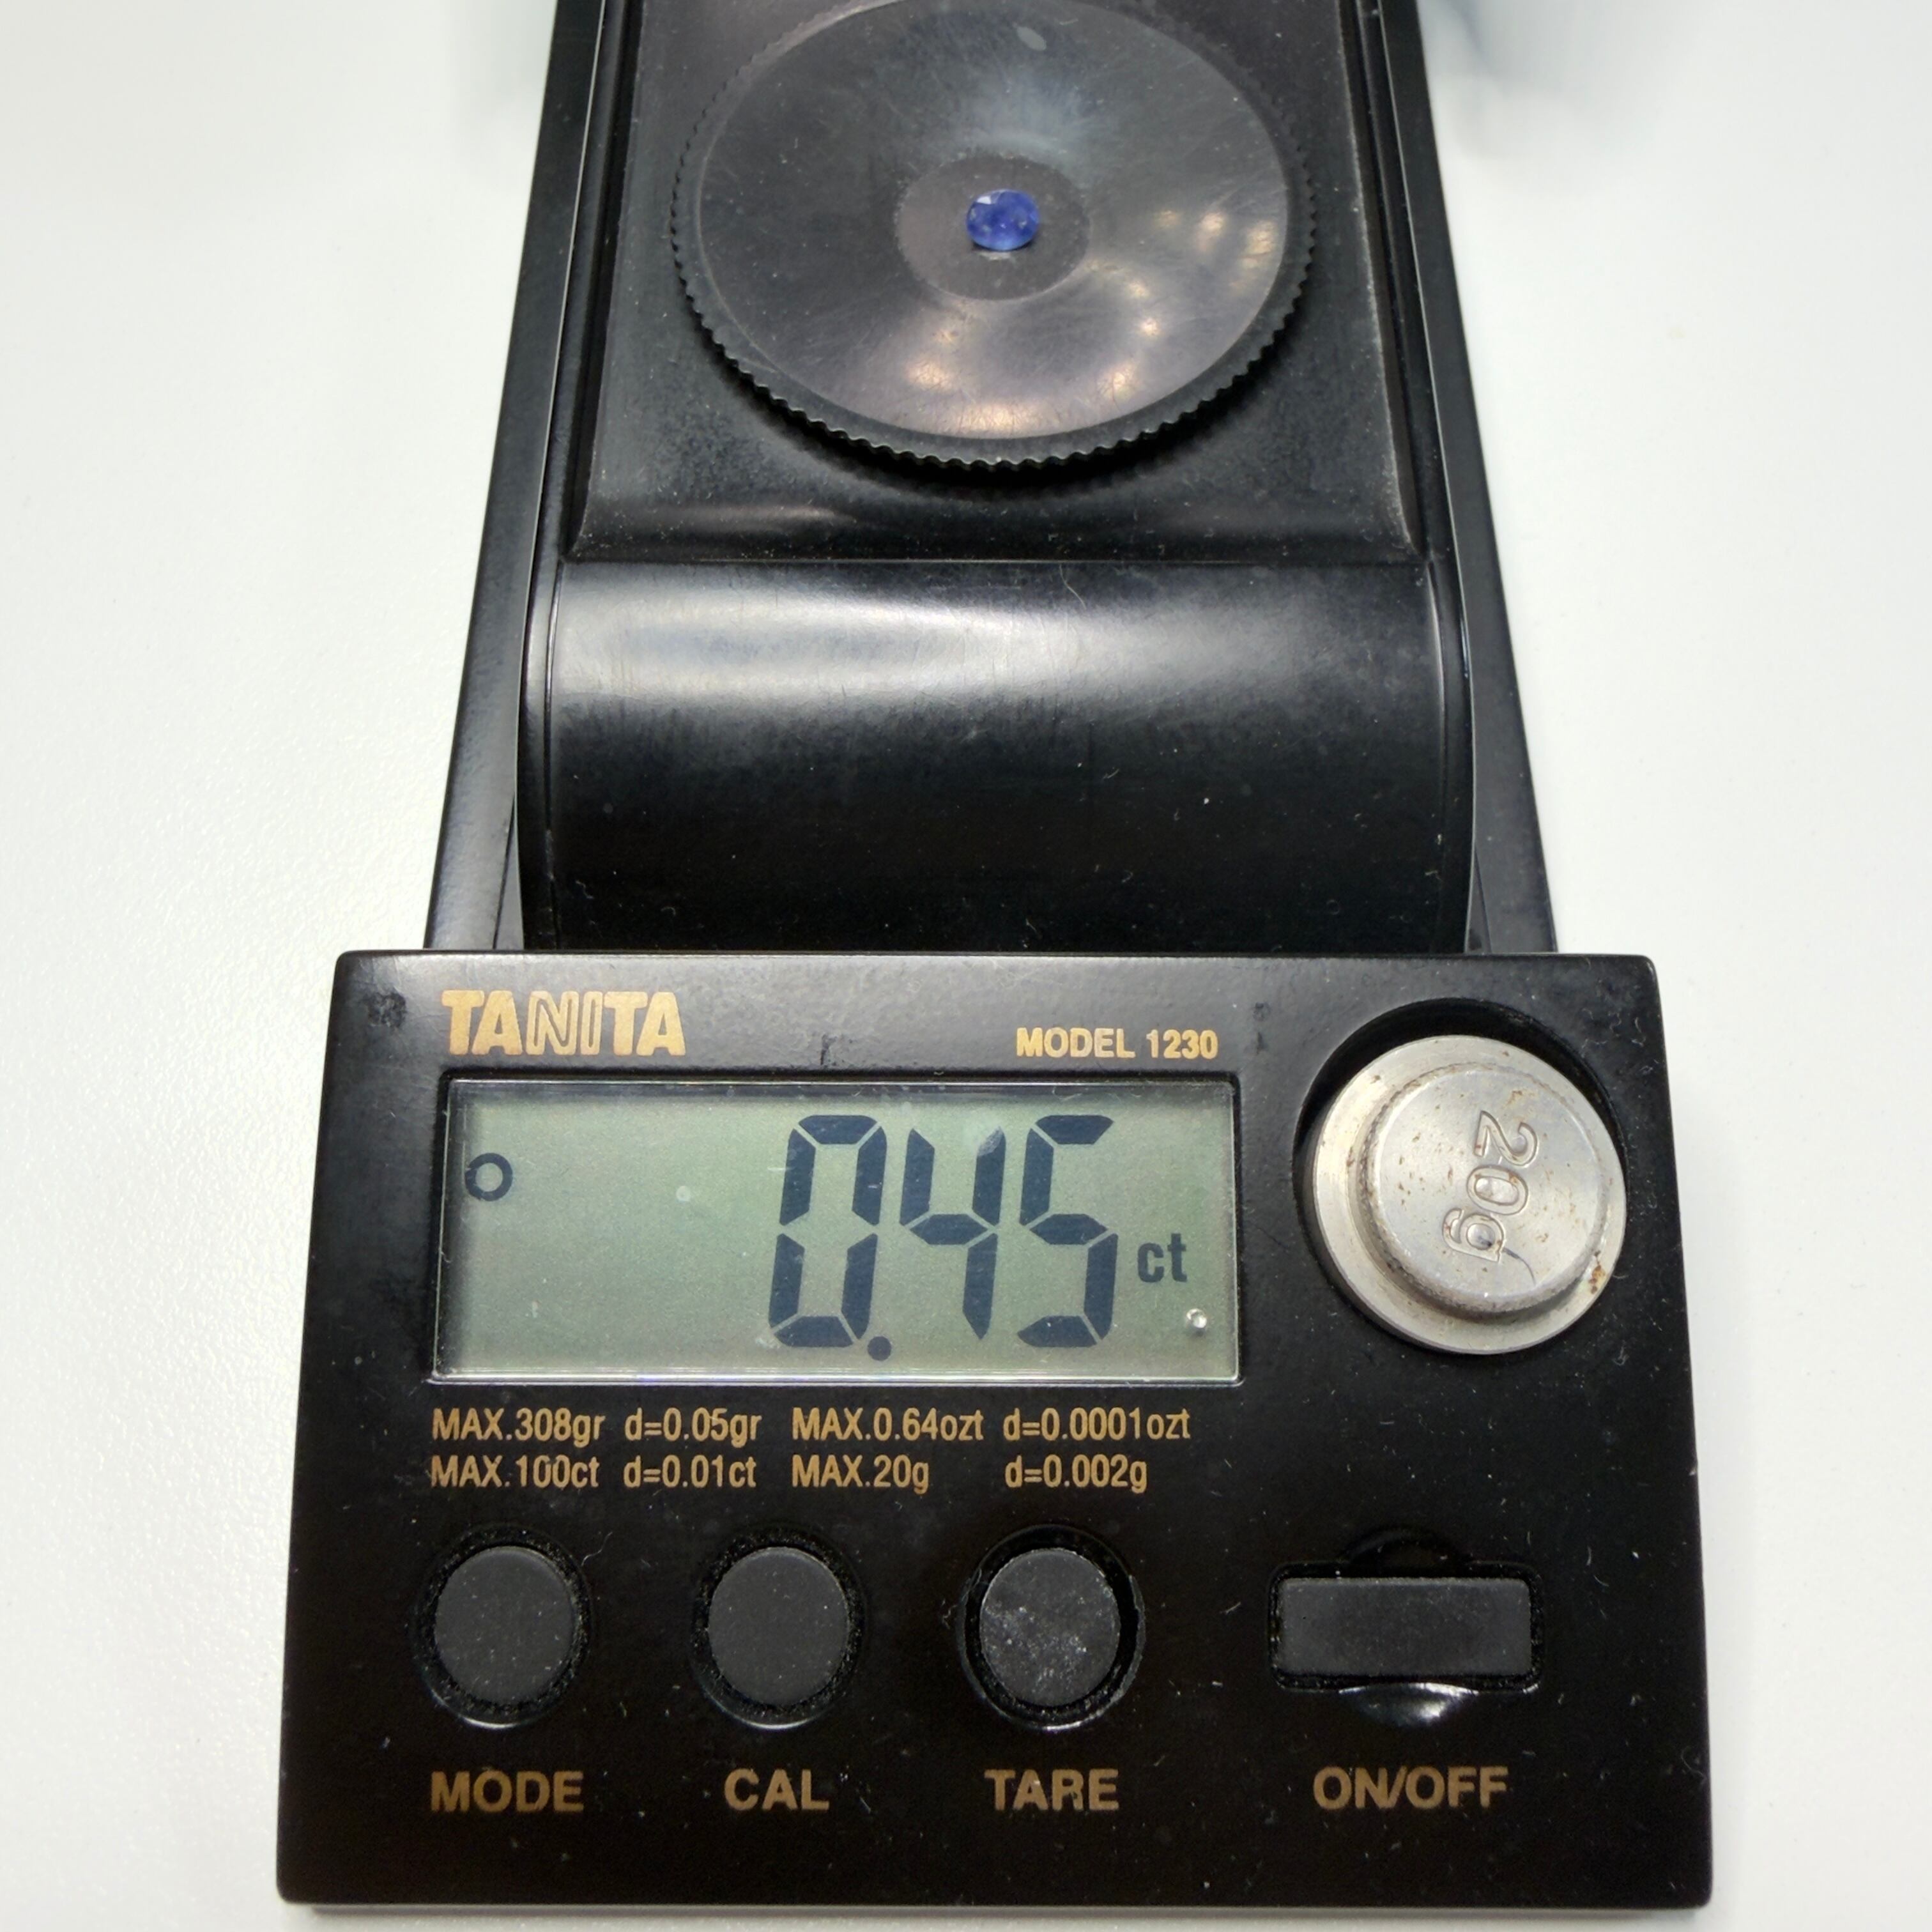 TANITA
MODEL 1230
20g
0.45 ct
MAX.308gr d=0.05gr MAX.0.64ozt d=0.0001ozt
MAX.100ct d=0.01ct MAX.20g d=0.002g
MODE CAL TARE ON/OFF